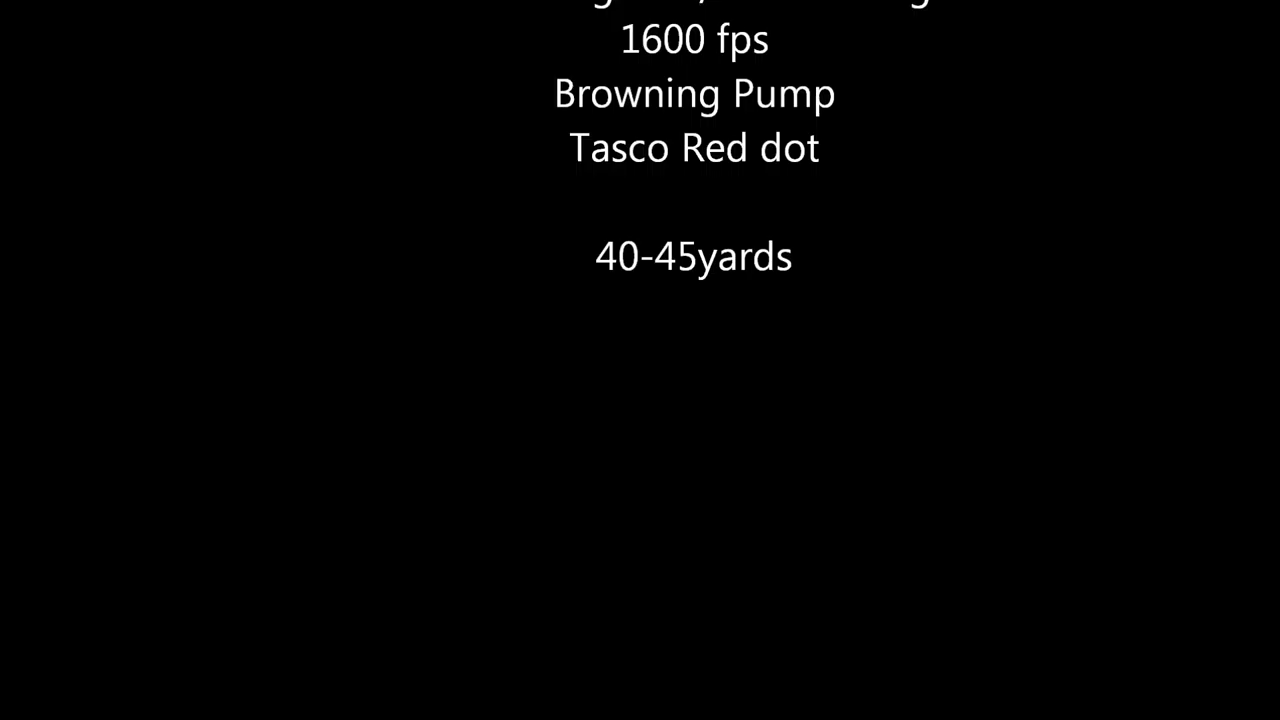 1600 fps
Browning Pump
Tasco Red dot
40-45yards